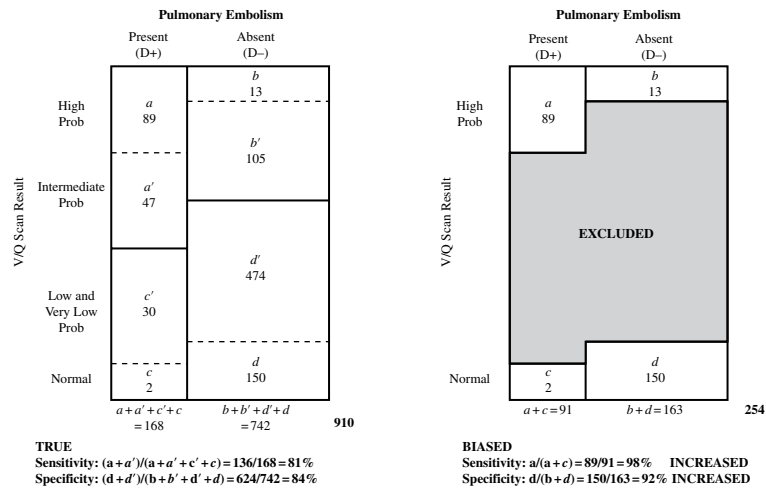 Pulmonary Embolism
Present
(D+)
Absent
(D–)
V/Q Scan Result
High
Prob
Intermediate
Prob
Low and
Very Low
Prob
Normal
a
89
a′
47
c′
30
c
2
b
13
b′
105
d′
474
d
150
a + a′ + c′ + c
= 168
b + b′ + d′ + d
= 742
910
TRUE
Sensitivity: (a + a′)/(a + a′ + c′ + c) = 136/168 = 81%
Specificity: (d + d′)/(b + b′ + d′ + d) = 624/742 = 84%
Pulmonary Embolism
Present
(D+)
Absent
(D–)
V/Q Scan Result
High
Prob
Normal
a
89
b
13
EXCLUDED
c
2
d
150
a + c = 91
b + d = 163
254
BIASED
Sensitivity: a/(a + c) = 89/91 = 98% INCREASED
Specificity: d/(b + d) = 150/163 = 92% INCREASED